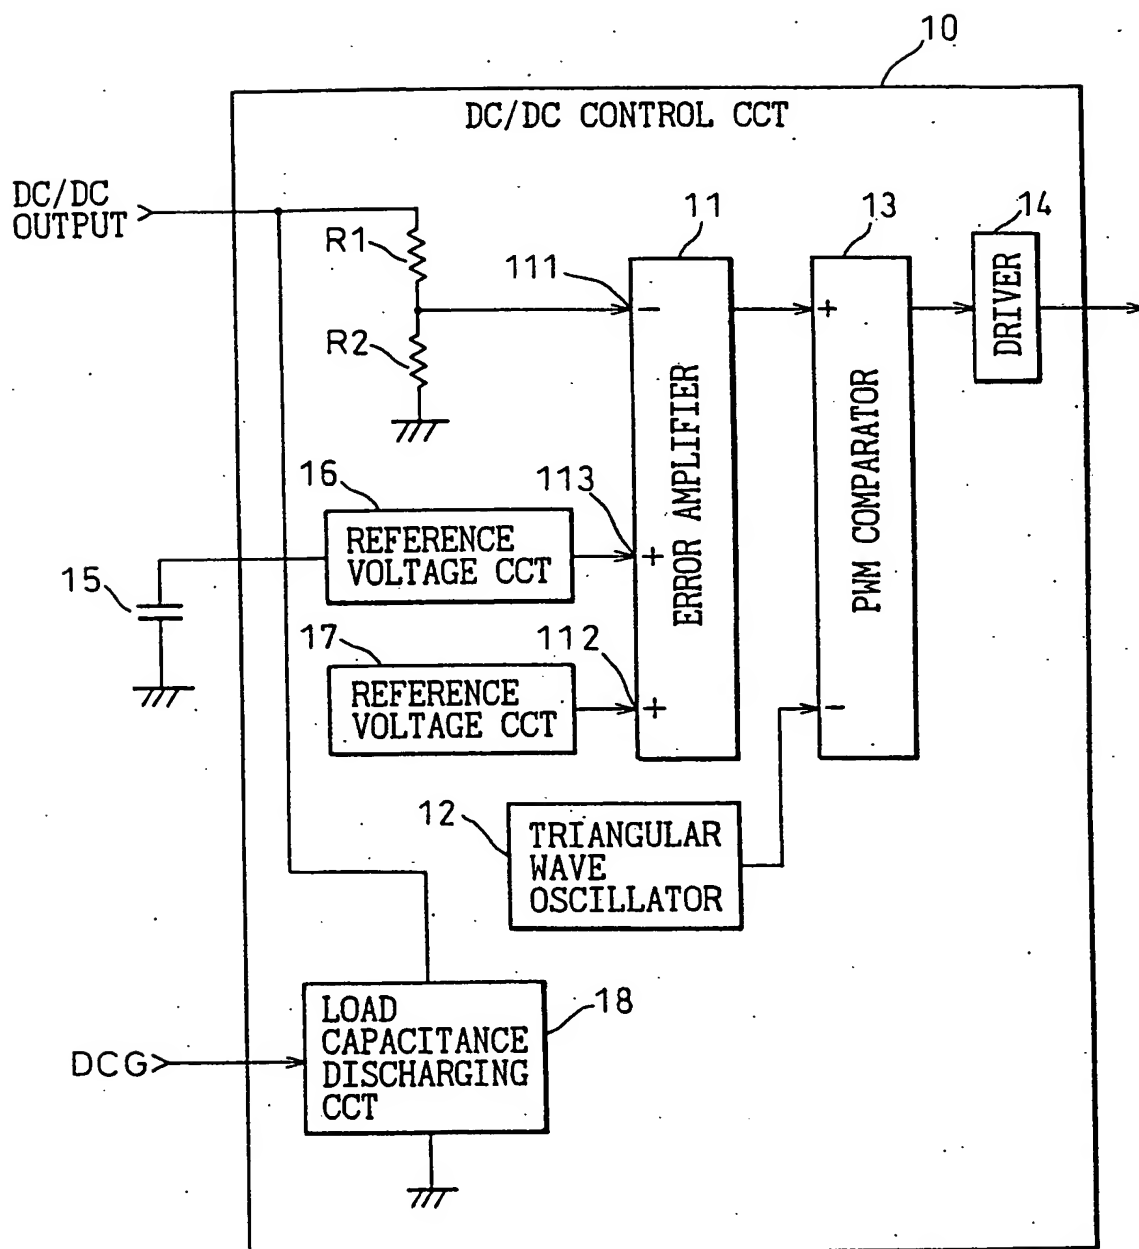 10
DC/DC CONTROL CCT
DC/DC
OUTPUT
R1
R2
111
11
13
14
-
+
ERROR AMPLIFIER
PWM COMPARATOR
DRIVER
16
113
REFERENCE
VOLTAGE CCT
+
15
17
112
REFERENCE
VOLTAGE CCT
+
-
12
TRIANGULAR
WAVE
OSCILLATOR
LOAD
CAPACITANCE
DISCHARGING
CCT
18
DCG